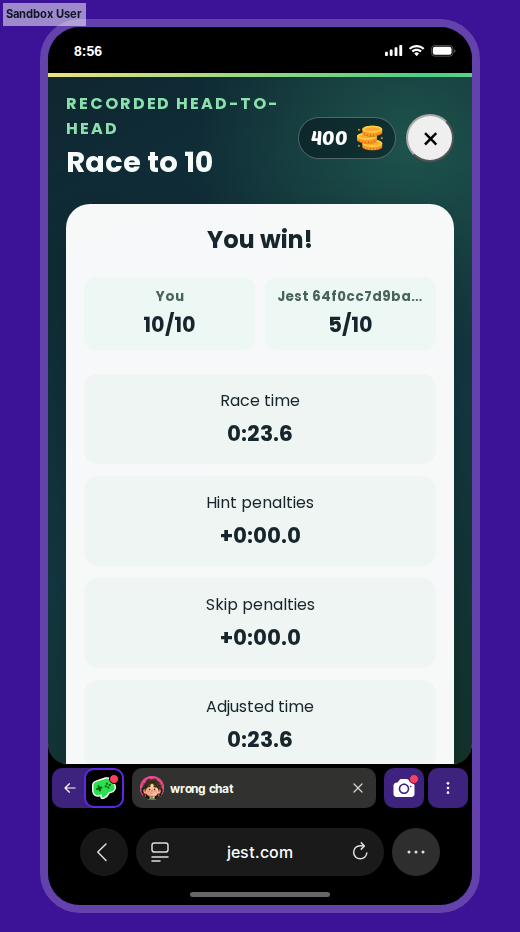 Sandbox User
8:56
RECORDED HEAD-TO-
HEAD
Race to 10
400
You win!
You
10/10
Jest 64f0cc7d9ba...
5/10
Race time
0:23.6
Hint penalties
+0:00.0
Skip penalties
+0:00.0
Adjusted time
0:23.6
wrong chat
jest.com